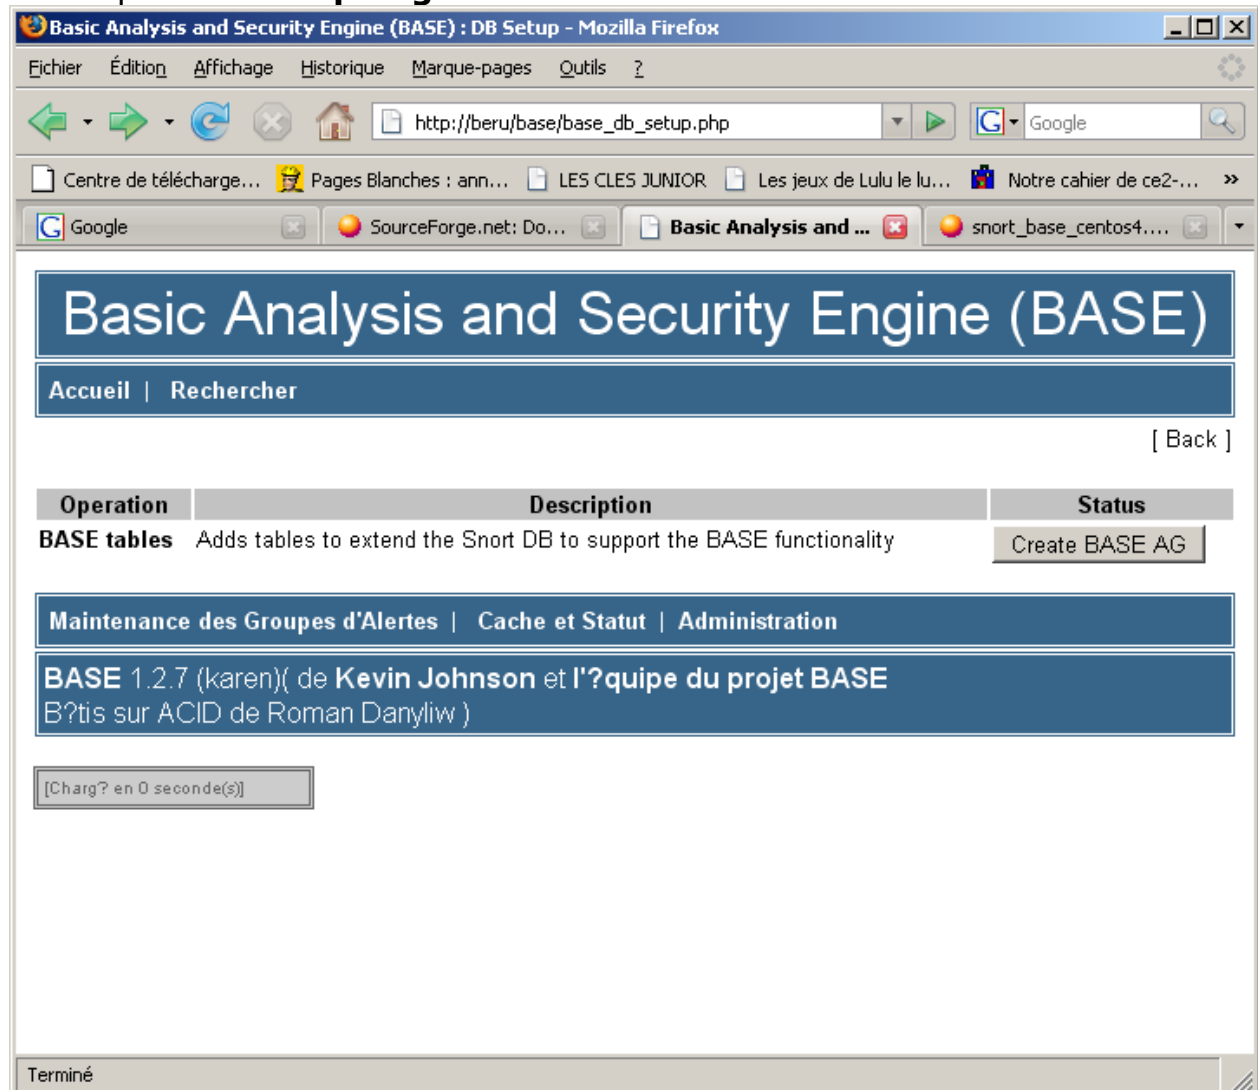 Basic Analysis and Security Engine (BASE) : DB Setup - Mozilla Firefox
Fichier Édition Affichage Historique Marque-pages Outils ?
http://beru/base/base_db_setup.php Google
Centre de télécharge... Pages Blanches : ann... LES CLES JUNIOR Les jeux de Lulu le lu... Notre cahier de ce2-... »
Google SourceForge.net: Do... Basic Analysis and ... snort_base_centos4....
Basic Analysis and Security Engine (BASE)
Accueil | Rechercher
[ Back ]
Operation Description Status
BASE tables Adds tables to extend the Snort DB to support the BASE functionality Create BASE AG
Maintenance des Groupes d'Alertes | Cache et Statut | Administration
BASE 1.2.7 (karen)( de Kevin Johnson et l'?quipe du projet BASE
B?tis sur ACID de Roman Danyliw )
[Charg? en 0 seconde(s)]
Terminé